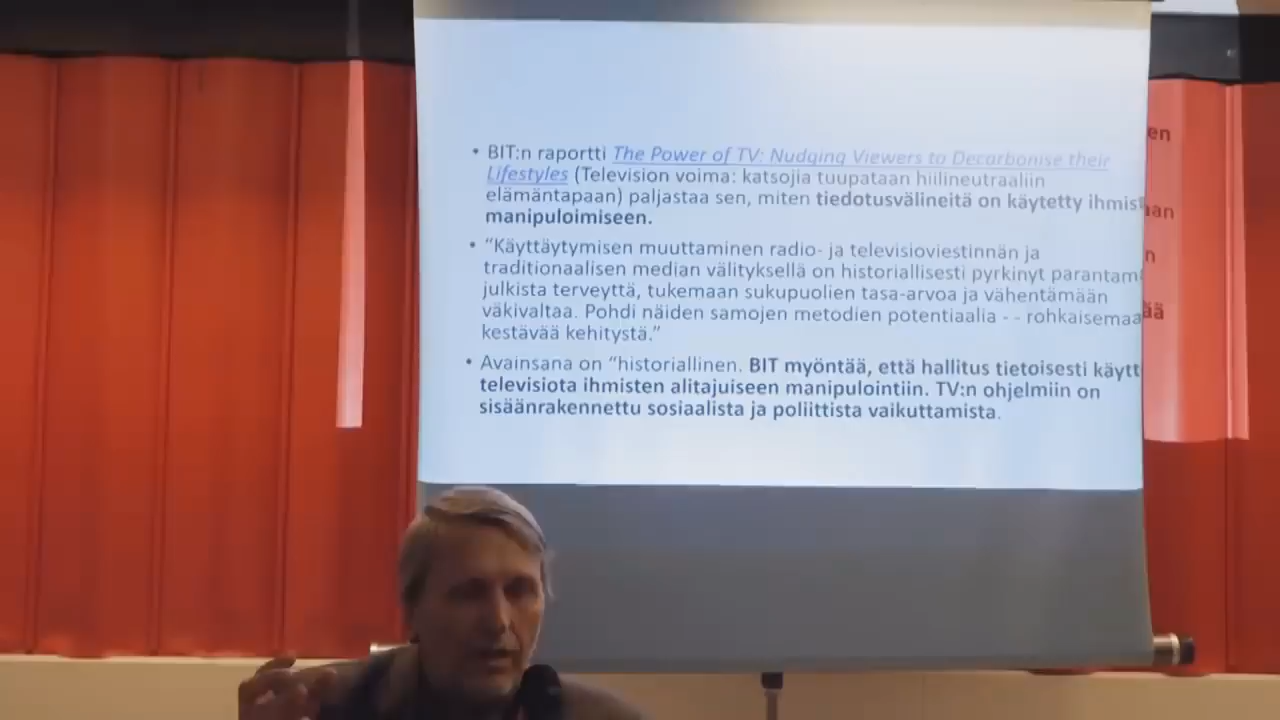 • BIT:n raportti The Power of TV: Nudging Viewers to Decarbonise their
Lifestyles (Television voima: katsojia tuupataan hiilineutraaliin
elämäntapaan) paljastaa sen, miten tiedotusvälineitä on käytetty ihmist
manipuloimiseen.
• “Käyttäytymisen muuttaminen radio- ja televisioviestinnän ja
traditionaalisen median välityksellä on historiallisesti pyrkinyt parantam
julkista terveyttä, tukemaan sukupuolien tasa-arvoa ja vähentämään
väkivaltaa. Pohdi näiden samojen metodien potentiaalia - - rohkaisemaa
kestävää kehitystä.”
• Avainsana on “historiallinen. BIT myöntää, että hallitus tietoisesti käytt
televisiota ihmisten alitajuiseen manipulointiin. TV:n ohjelmiin on
sisäänrakennettu sosiaalista ja poliittista vaikuttamista.
en
an
n
ää